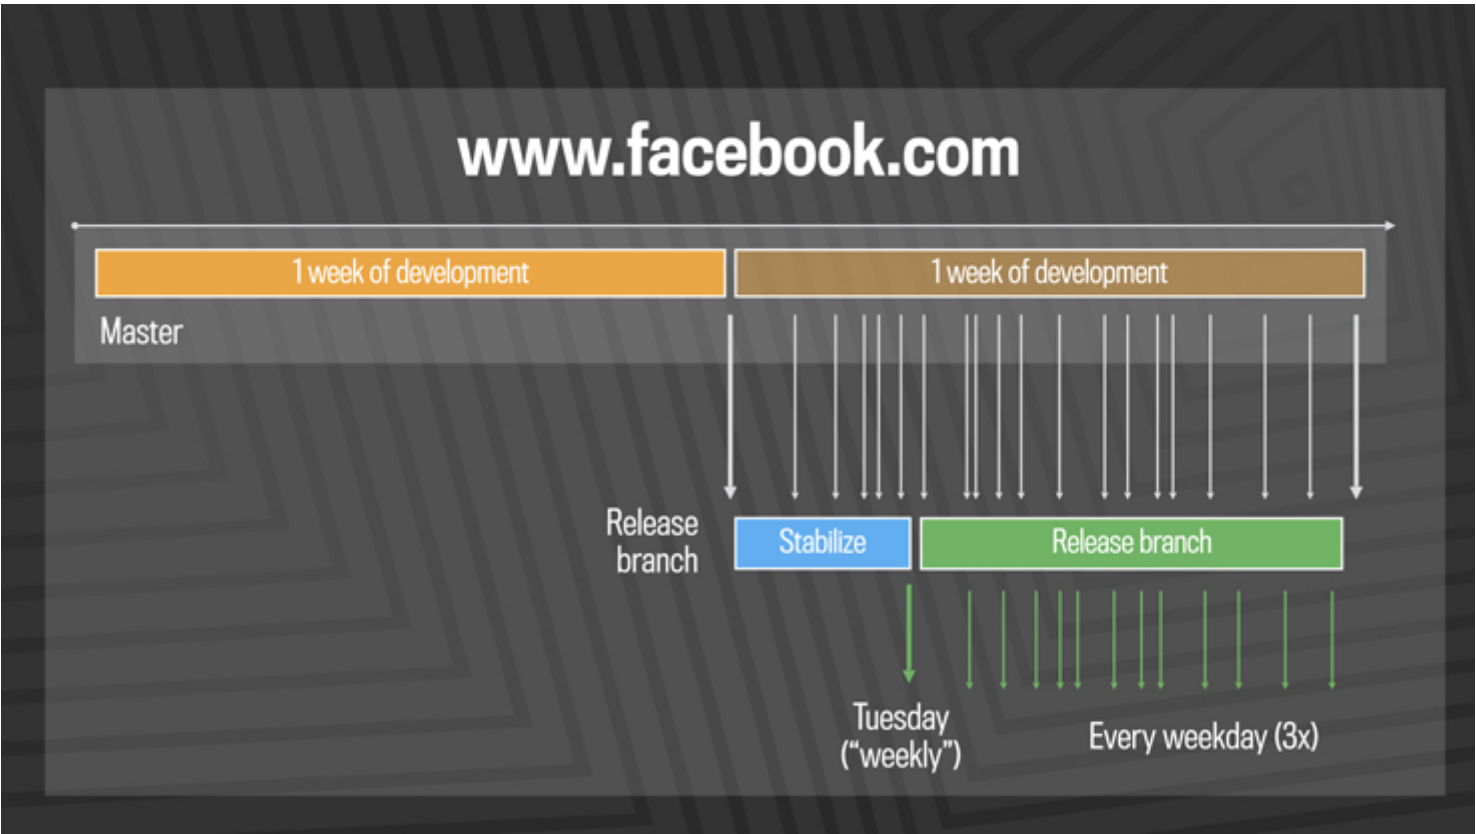 www.facebook.com
1 week of development
1 week of development
Master
Release
branch
Stabilize
Release branch
Tuesday
(“weekly”)
Every weekday (3x)